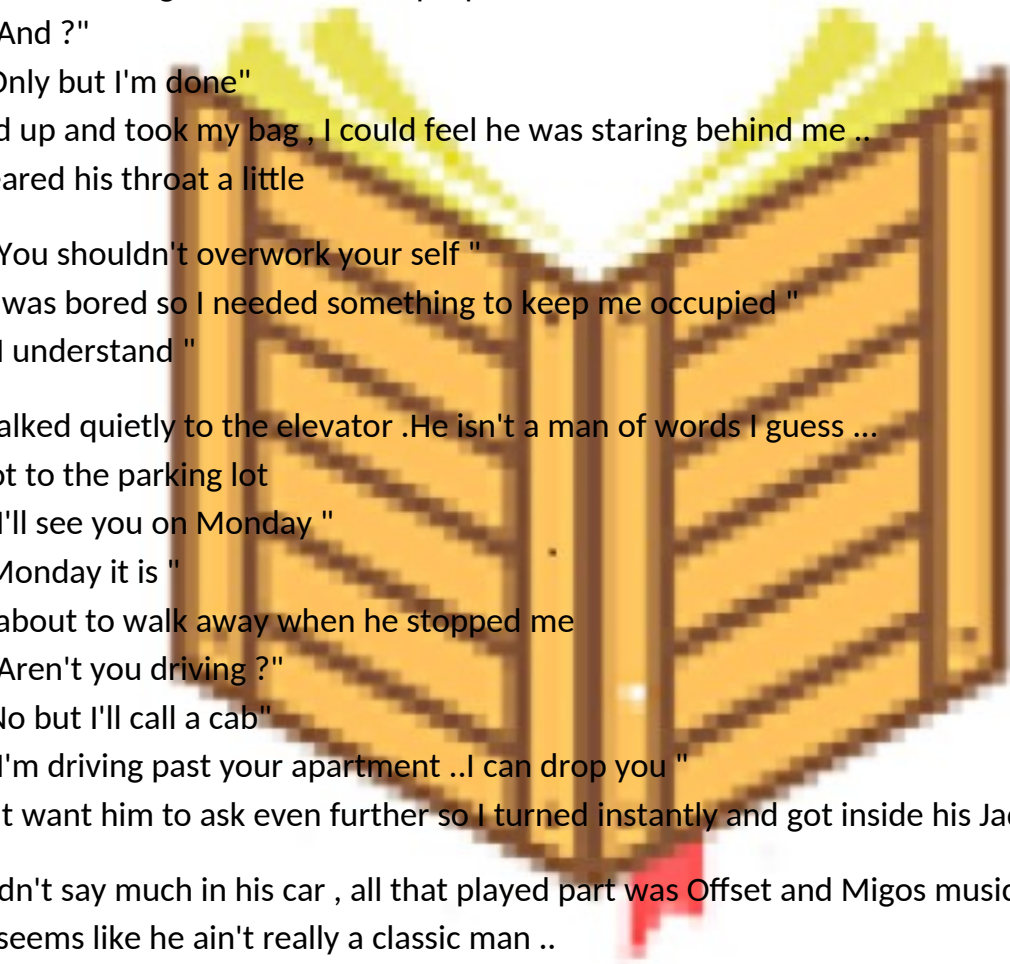 And ?"
Only but I'm done"
up and took my bag , I could feel he was staring behind me ..
his throat a little
You shouldn't overwork your self "
was bored so I needed something to keep me occupied "
I understand "
quietly to the elevator .He isn't a man of words I guess ...
to the parking lot
I'll see you on Monday "
Monday it is "
about to walk away when he stopped me
Aren't you driving ?"
No but I'll call a cab"
I'm driving past your apartment ..I can drop you "
want him to ask even further so I turned instantly and got inside his
say much in his car , all that played part was Offset and Migos music
seems like he ain't really a classic man ..